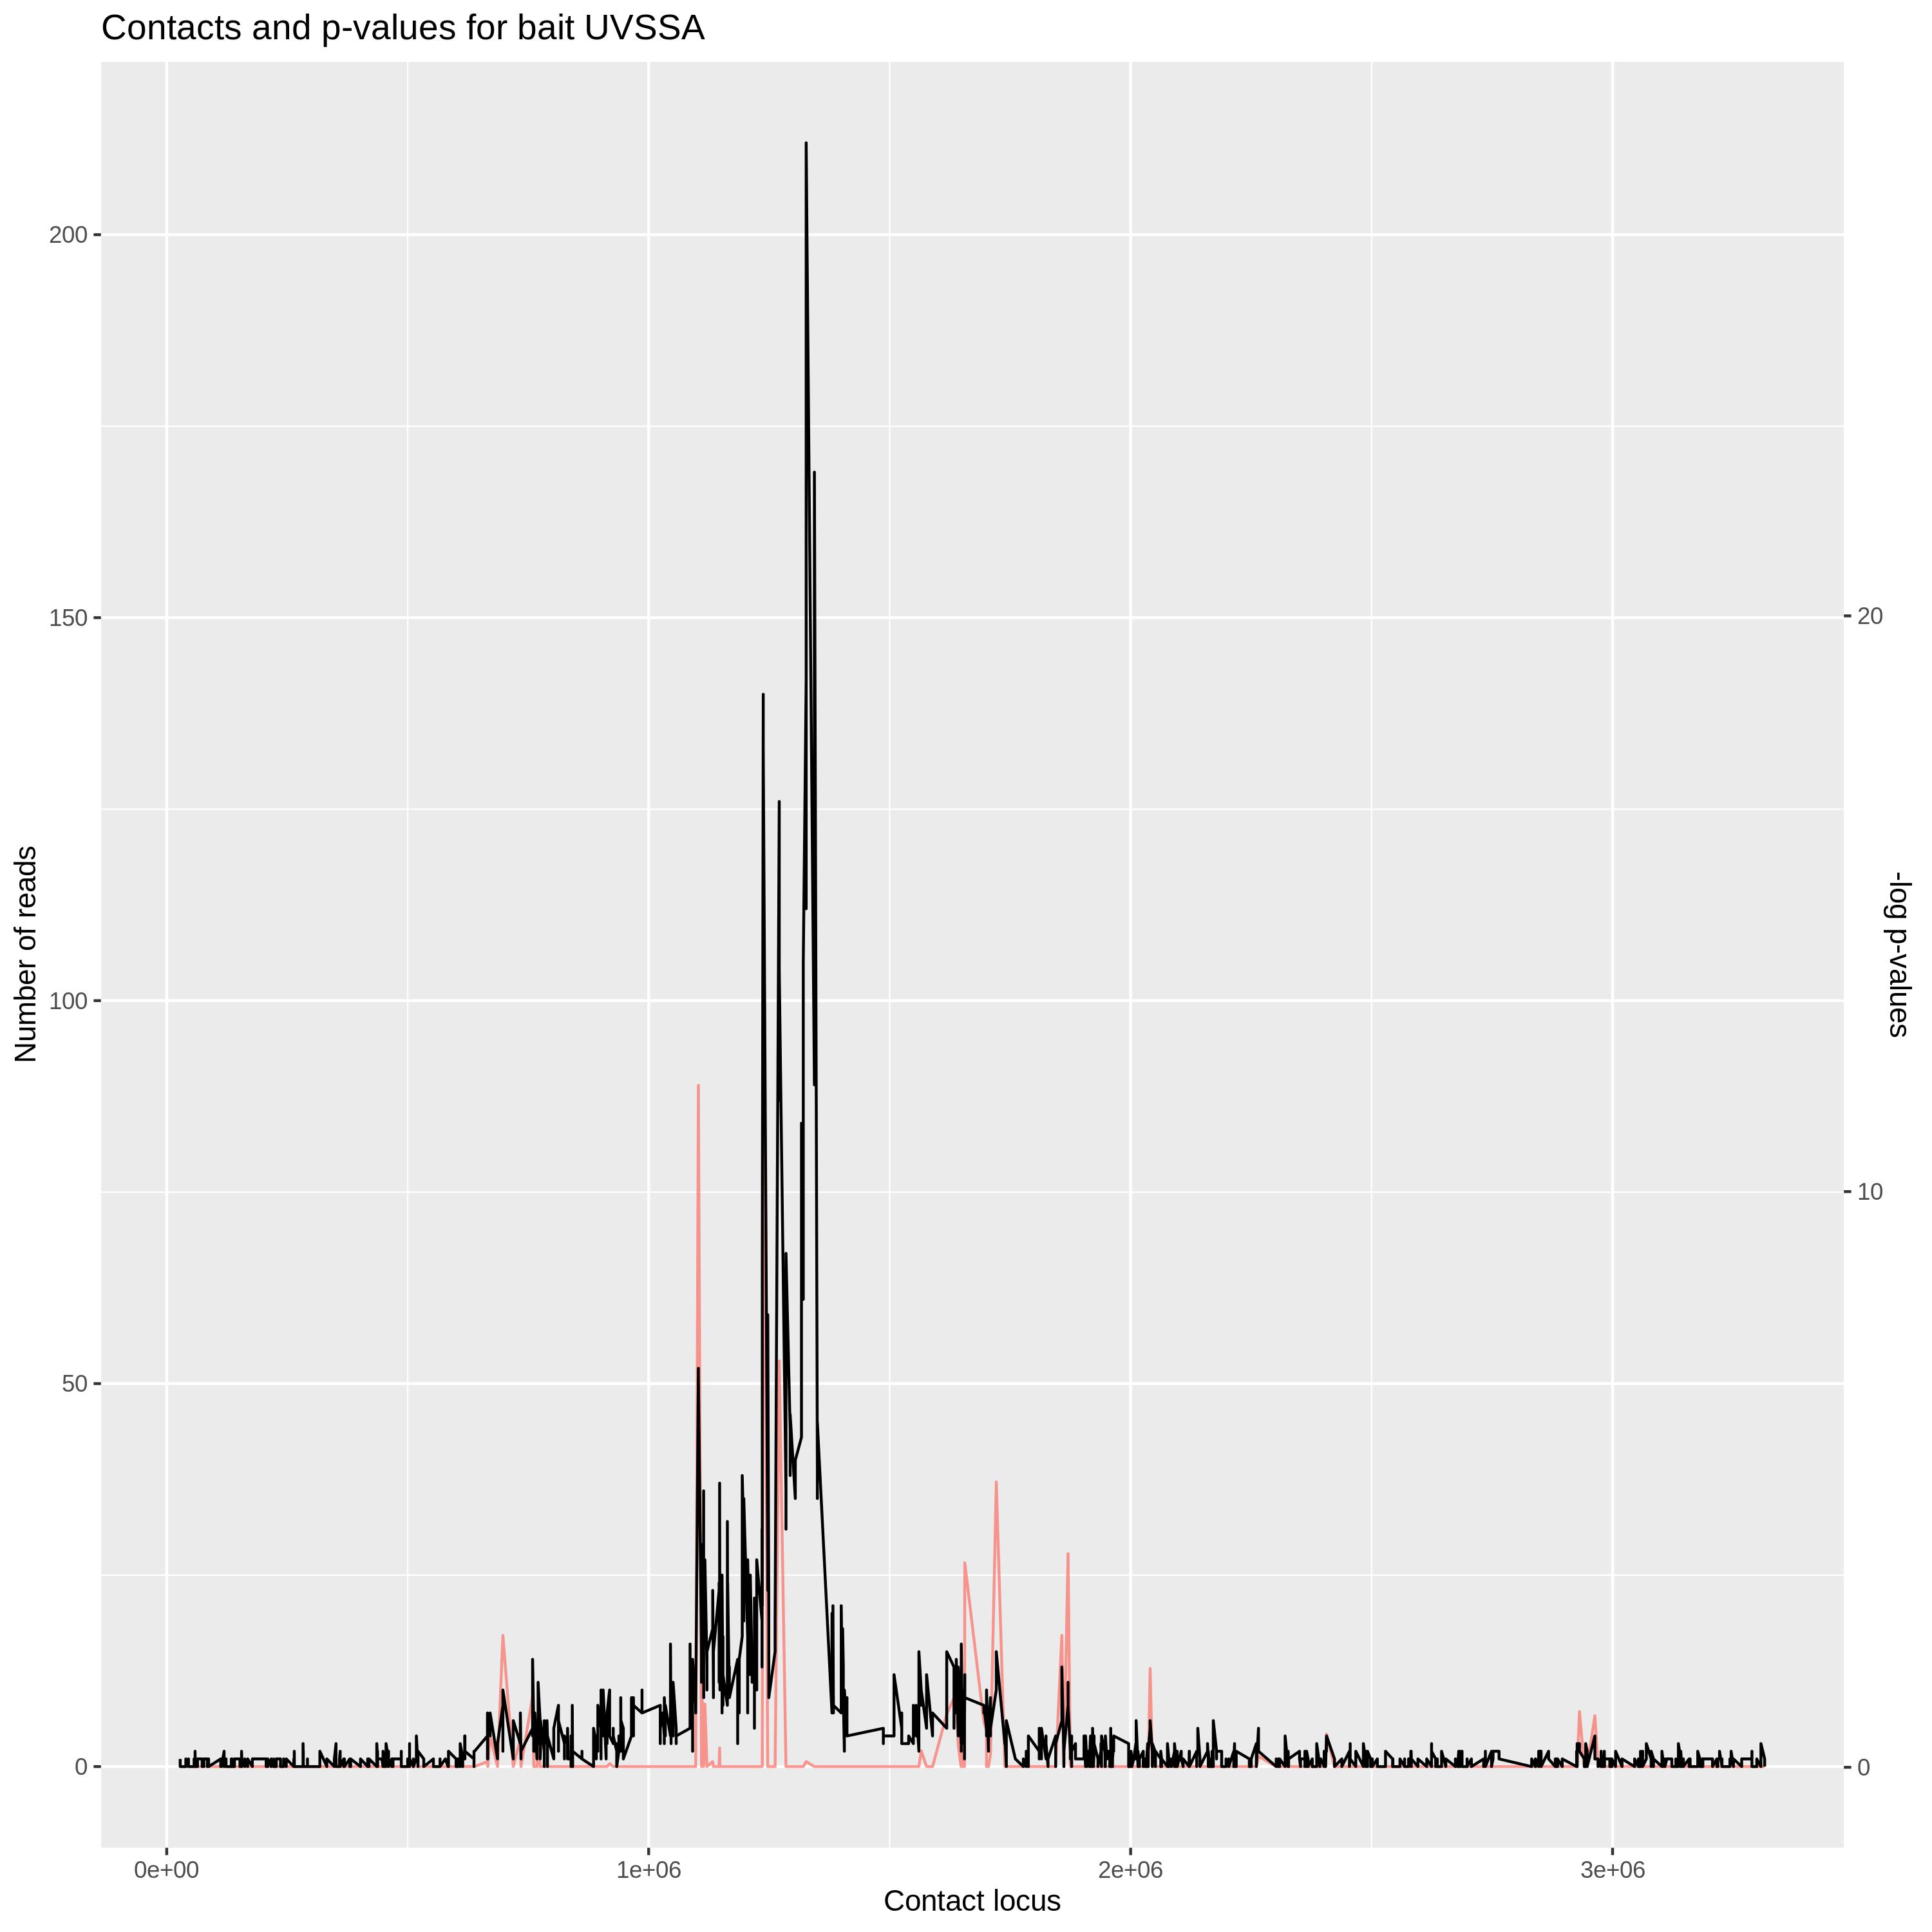 Contacts and p-values for bait UVSSA
200
150
100
50
0
Number of reads
20
10
0
-log p-values
0e+00 1e+06 2e+06 3e+06
Contact locus